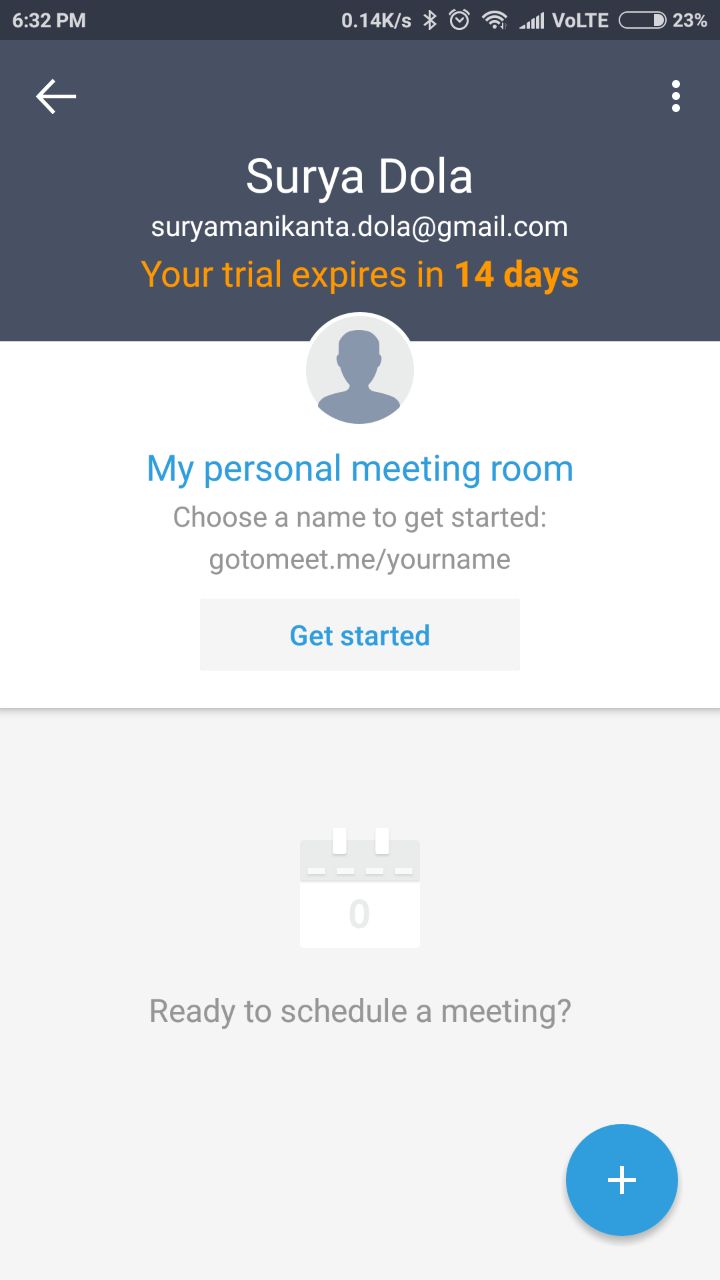 6:32 PM 0.14K/s VoLTE 23%
Surya Dola
suryamanikanta.dola@gmail.com
Your trial expires in 14 days
My personal meeting room
Choose a name to get started:
gotomeet.me/yourname
Get started
0
Ready to schedule a meeting?
+